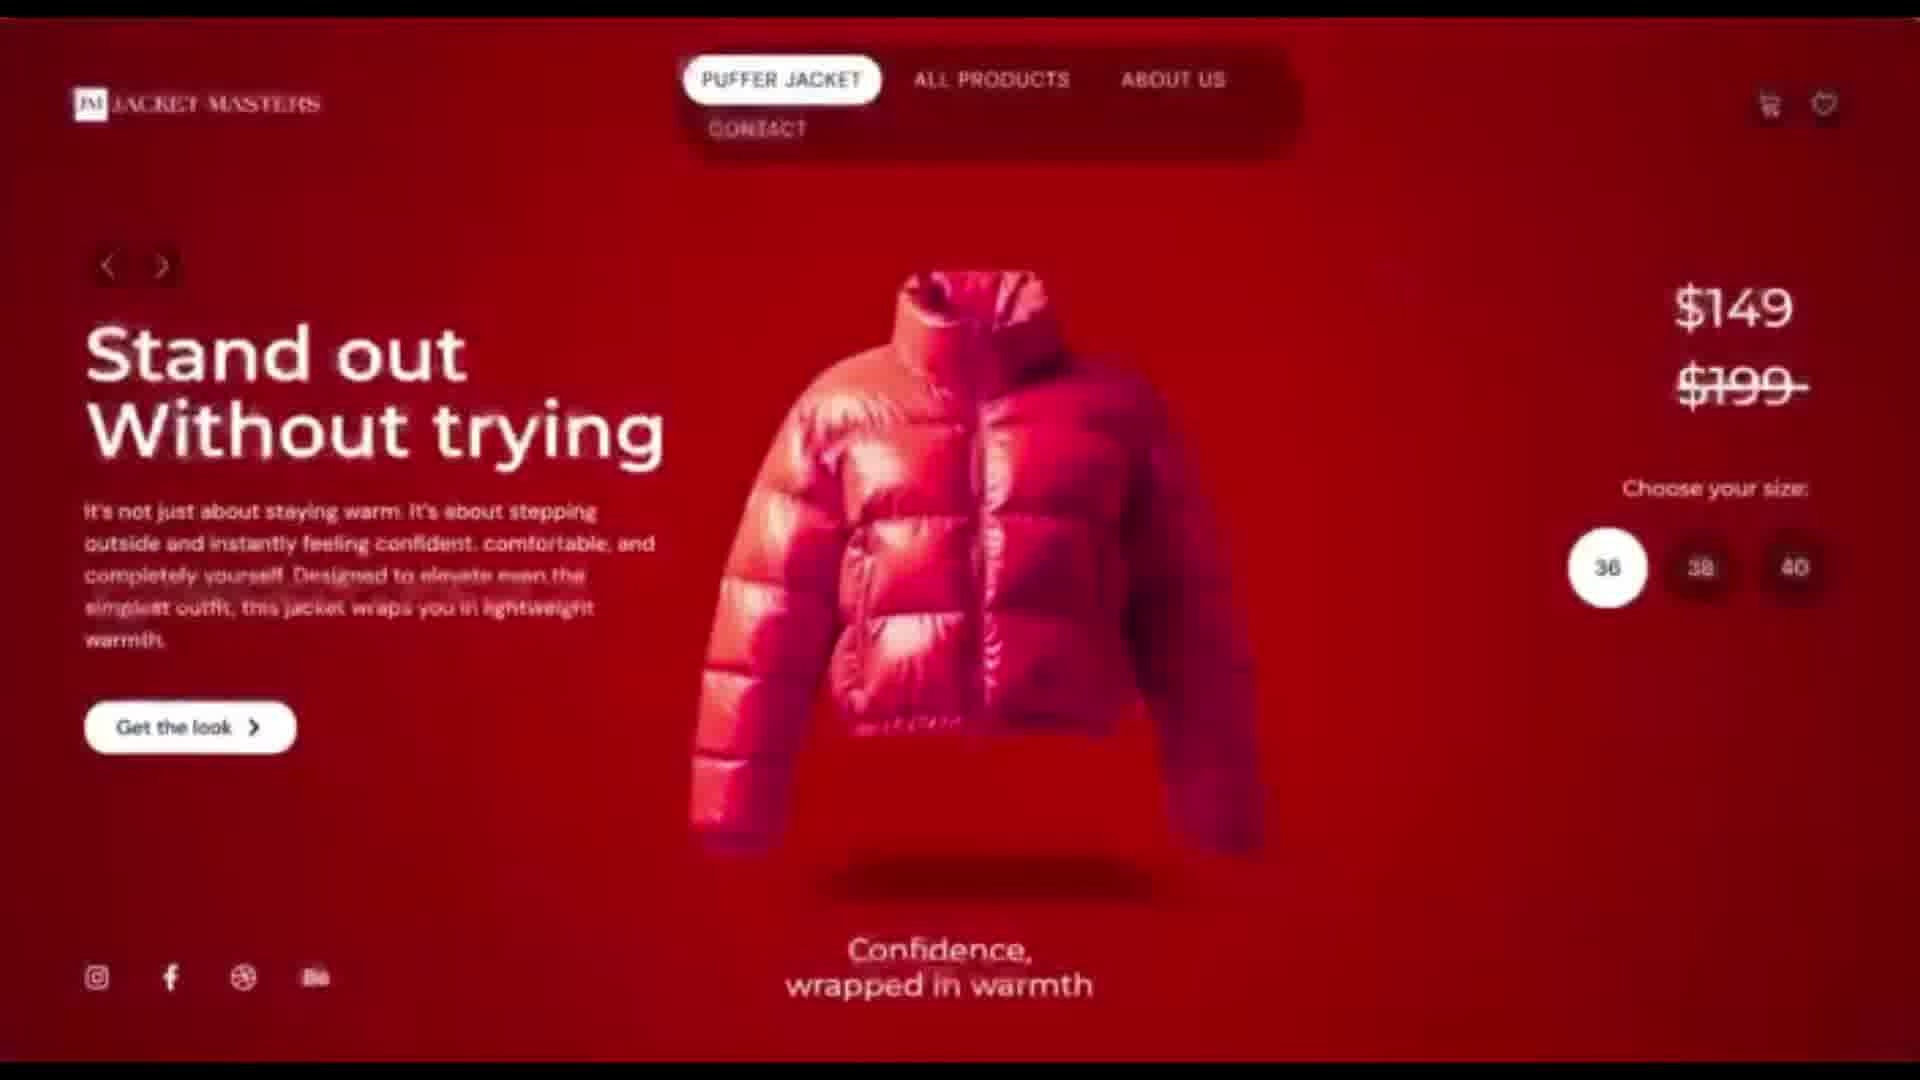 JM JACKET MASTERS
PUFFER JACKET
ALL PRODUCTS
ABOUT US
CONTACT
Stand out
Without trying
It's not just about staying warm. It's about stepping
outside and instantly feeling confident, comfortable, and
completely yourself. Designed to elevate even the
simplest outfit, this jacket wraps you in lightweight
warmth.
Get the look
$149
$199
Choose your size:
36
38
40
Confidence,
wrapped in warmth
Bē